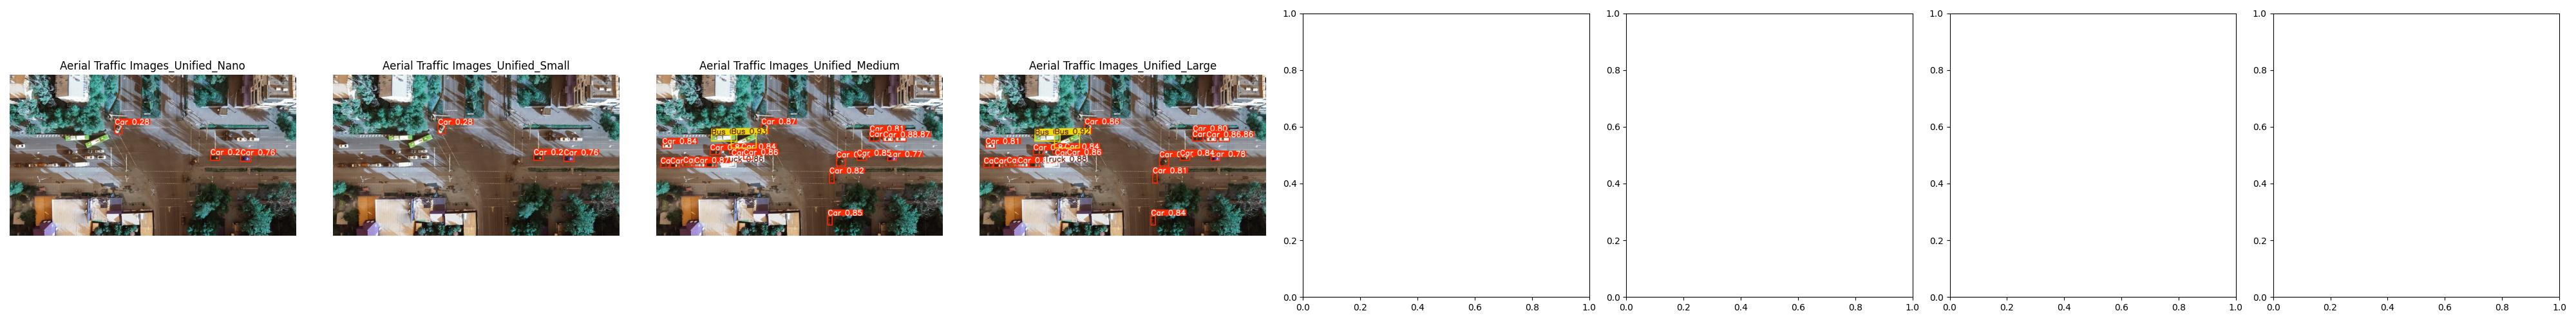 Aerial Traffic Images_Unified_Nano
Car 0.28
Car 0.2
Car 0.76
Aerial Traffic Images_Unified_Small
Car 0.28
Car 0.2
Car 0.76
Aerial Traffic Images_Unified_Medium
Car 0.87
Bus
Bus 0.93
Car 0.81
Car 0.88
0.87
Car 0.84
Car 0.84
Car 0.86
Truck 0.86
Car 0.85
Car 0.77
Car 0.82
Car 0.85
Aerial Traffic Images_Unified_Large
Car 0.86
Bus
Bus 0.92
Car 0.80
Car 0.86
0.86
Car 0.81
Car 0.84
Car 0.86
Truck 0.88
Car 0.84
Car 0.78
Car 0.81
Car 0.84
1.0
0.8
0.6
0.4
0.2
0.0
0.0 0.2 0.4 0.6 0.8 1.0
1.0
0.8
0.6
0.4
0.2
0.0
0.0 0.2 0.4 0.6 0.8 1.0
1.0
0.8
0.6
0.4
0.2
0.0
0.0 0.2 0.4 0.6 0.8 1.0
1.0
0.8
0.6
0.4
0.2
0.0
0.0 0.2 0.4 0.6 0.8 1.0